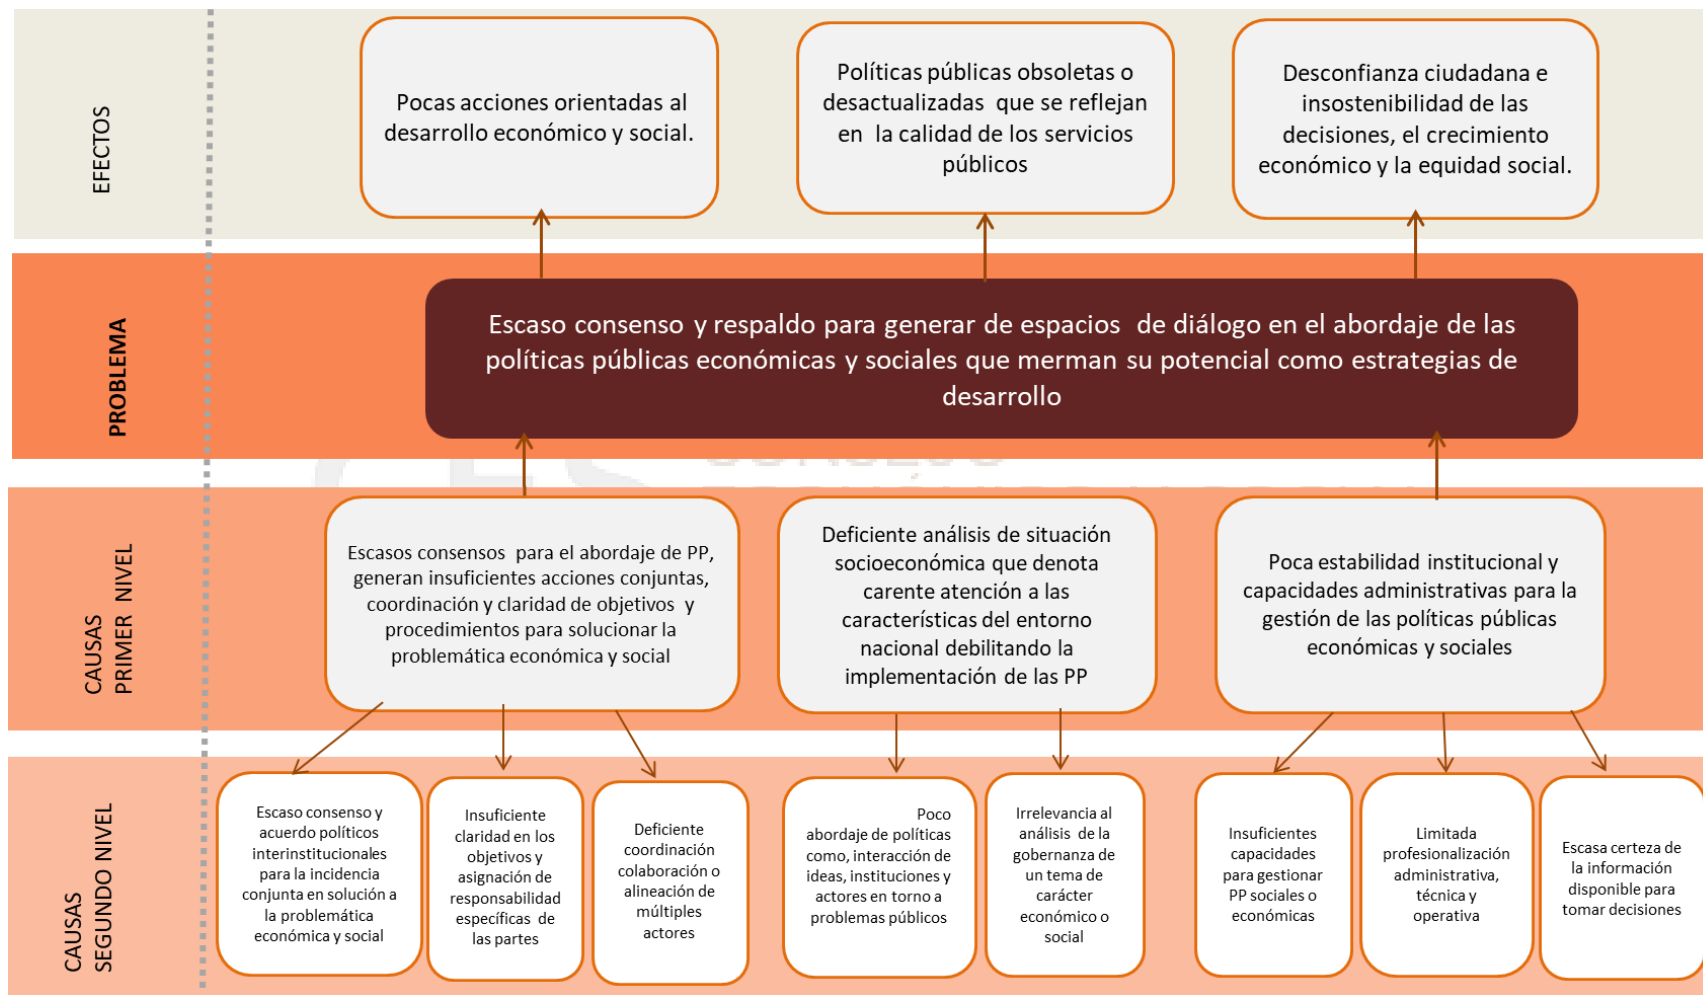 EFECTOS
Pocas acciones orientadas al
desarrollo económico y social.
Políticas públicas obsoletas o
desactualizadas que se reflejan
en la calidad de los servicios
públicos
Desconfianza ciudadana e
insostenibilidad de las
decisiones, el crecimiento
económico y la equidad social.
PROBLEMA
Escaso consenso y respaldo para generar de espacios de diálogo en el abordaje de las
políticas públicas económicas y sociales que merman su potencial como estrategias de
desarrollo
CAUSAS
PRIMER NIVEL
Escasos consensos para el abordaje de PP,
generan insuficientes acciones conjuntas,
coordinación y claridad de objetivos y
procedimientos para solucionar la
problemática económica y social
Deficiente análisis de situación
socioeconómica que denota
carente atención a las
características del entorno
nacional debilitando la
implementación de las PP
Poca estabilidad institucional y
capacidades administrativas para la
gestión de las políticas públicas
económicas y sociales
CAUSAS
SEGUNDO NIVEL
Escaso consenso y
acuerdo políticos
interinstitucionales
para la incidencia
conjunta en solución a
la problemática
económica y social
Insuficiente
claridad en los
objetivos y
asignación de
responsabilidad
específicas de
las partes
Deficiente
coordinación
colaboración o
alineación de
múltiples
actores
Poco
abordaje de políticas
como, interacción de
ideas, instituciones y
actores en torno a
problemas públicos
Irrelevancia al
análisis de la
gobernanza de
un tema de
carácter
económico o
social
Insuficientes
capacidades
para gestionar
PP sociales o
económicas
Limitada
profesionalización
administrativa,
técnica y
operativa
Escasa certeza de
la información
disponible para
tomar decisiones